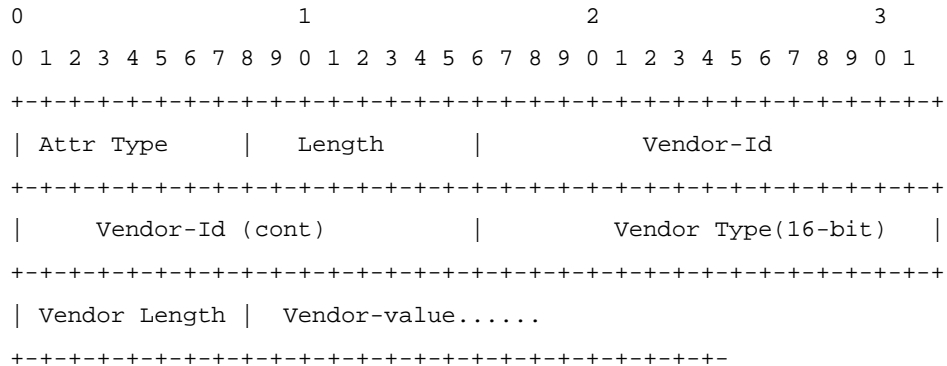 0                   1                   2                   3
0 1 2 3 4 5 6 7 8 9 0 1 2 3 4 5 6 7 8 9 0 1 2 3 4 5 6 7 8 9 0 1
+-+-+-+-+-+-+-+-+-+-+-+-+-+-+-+-+-+-+-+-+-+-+-+-+-+-+-+-+-+-+-+-+
| Attr Type     |   Length      |           Vendor-Id
+-+-+-+-+-+-+-+-+-+-+-+-+-+-+-+-+-+-+-+-+-+-+-+-+-+-+-+-+-+-+-+-+
|     Vendor-Id (cont)          |         Vendor Type(16-bit)   |
+-+-+-+-+-+-+-+-+-+-+-+-+-+-+-+-+-+-+-+-+-+-+-+-+-+-+-+-+-+-+-+-+
| Vendor Length |  Vendor-value......
+-+-+-+-+-+-+-+-+-+-+-+-+-+-+-+-+-+-+-+-+-+-+-+-+-